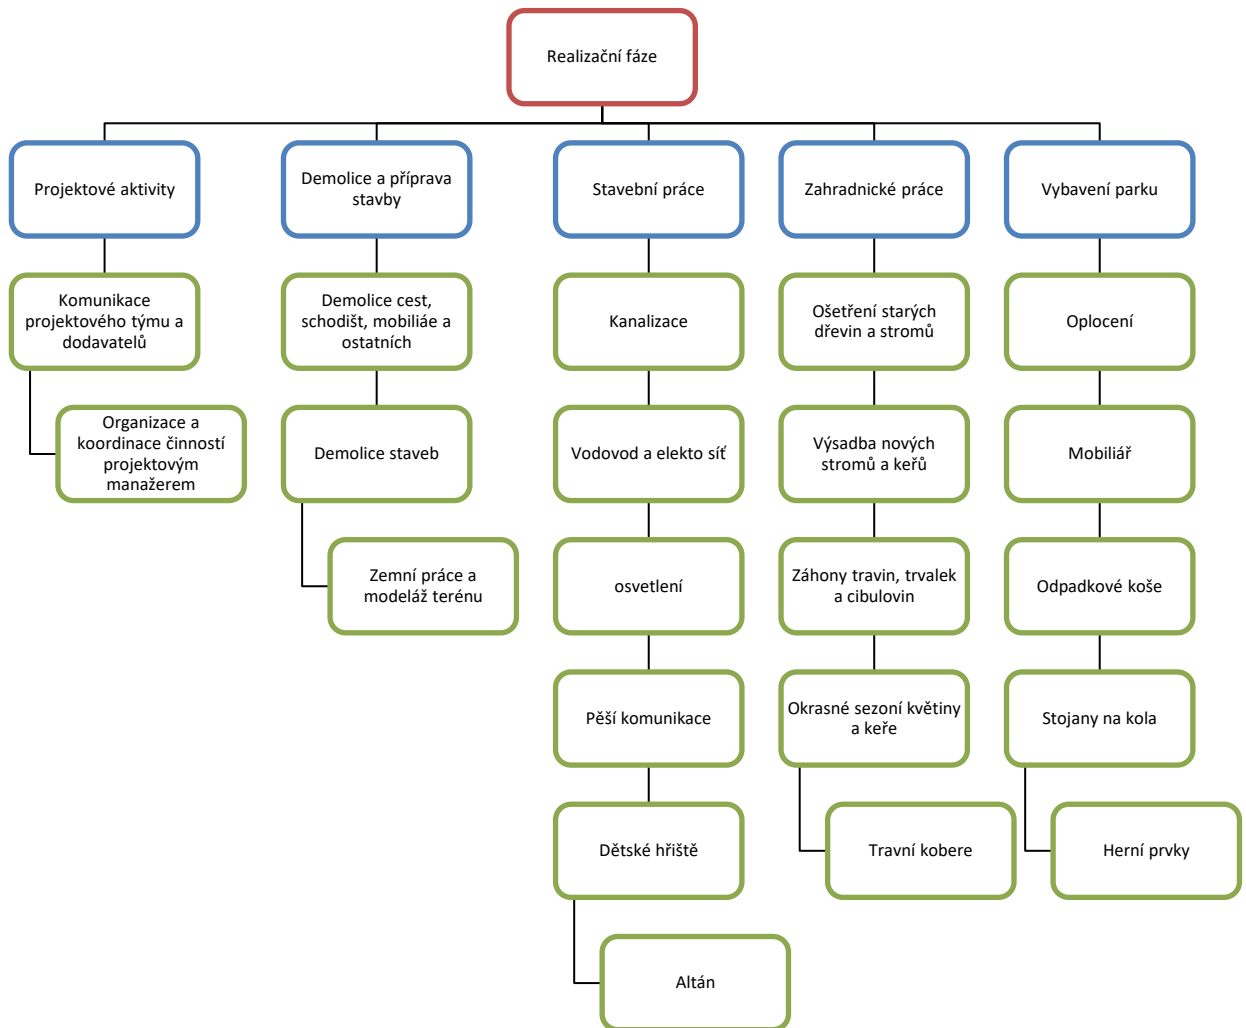 Realizační fáze
Projektové aktivity
Demolice a příprava
stavby
Stavební práce
Zahradnické práce
Vybavení parku
Komunikace
projektového týmu a
dodavatelů
Demolice cest,
schodišt, mobiliáe a
ostatních
Kanalizace
Ošetření starých
dřevin a stromů
Oplocení
Organizace a
koordinace činností
projektovým
manažerem
Demolice staveb
Vodovod a elekto síť
Výsadba nových
stromů a keřů
Mobiliář
Zemní práce a
modeláž terénu
osvetlení
Záhony travin, trvalek
a cibulovin
Odpadkové koše
Pěší komunikace
Okrasné sezoní květiny
a keře
Stojany na kola
Dětské hřiště
Travní kobere
Herní prvky
Altán